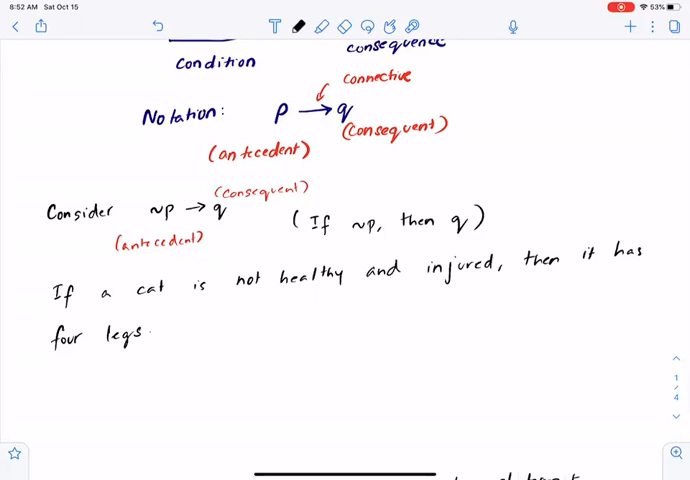 8:52 AM Sat Oct 15
53%
consequence
condition
connective
Notation: p → q
(consequent)
(antecedent)
(consequent)
Consider ~p → q (If ~p, then q)
(antecedent)
If a cat is not healthy and injured, then it has
four legs.
1
/
4